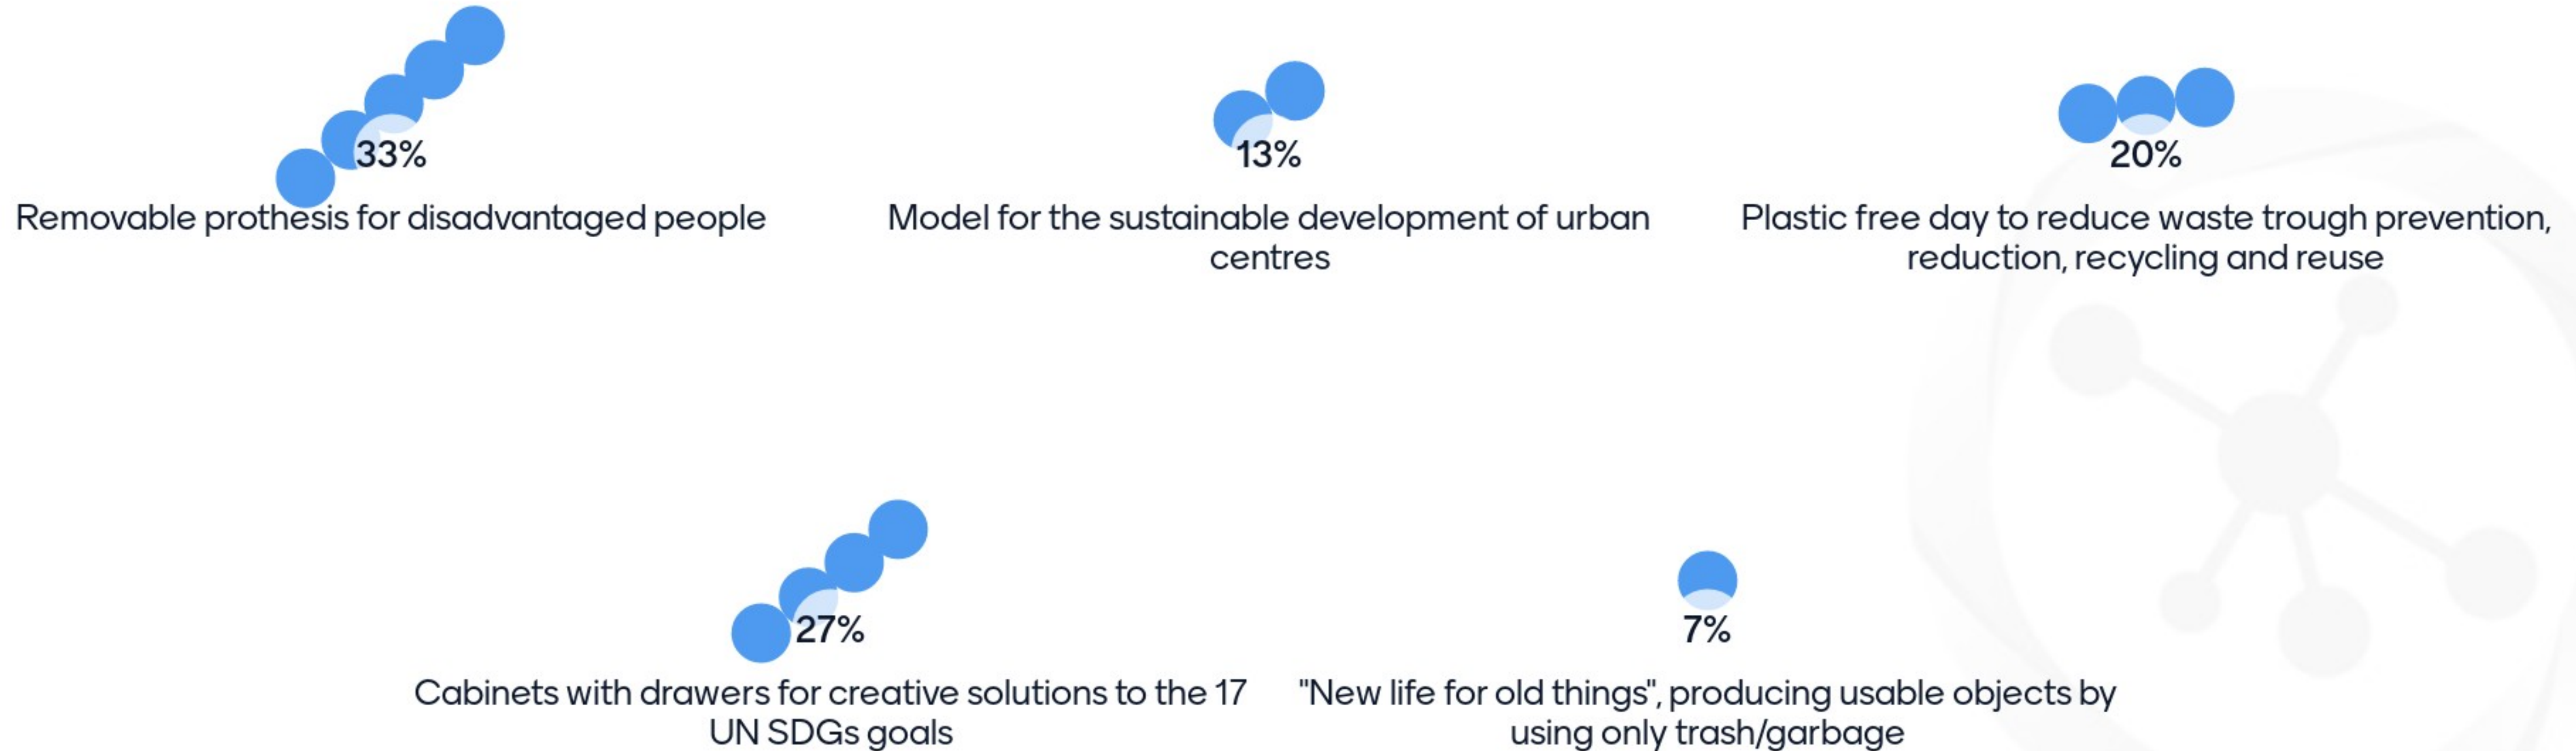 33%
Removable prothesis for disadvantaged people
13%
Model for the sustainable development of urban
centres
20%
Plastic free day to reduce waste trough prevention,
reduction, recycling and reuse
27%
Cabinets with drawers for creative solutions to the 17
UN SDGs goals
7%
"New life for old things", producing usable objects by
using only trash/garbage